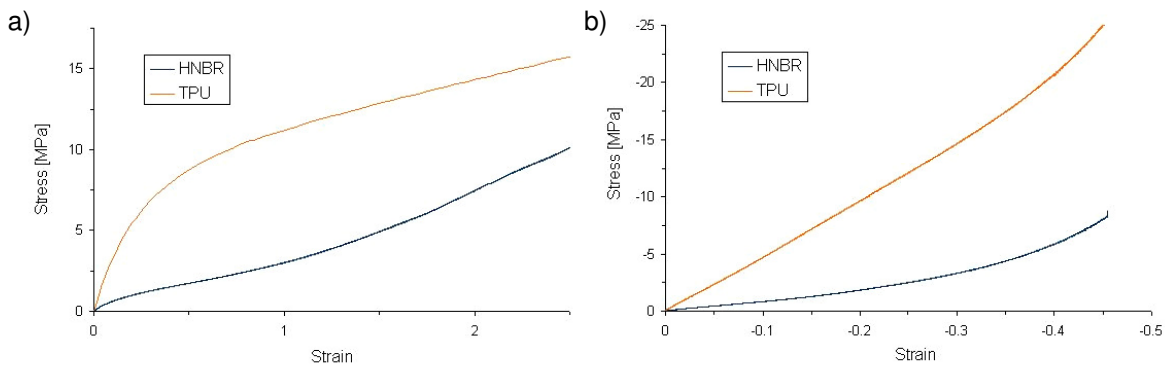 a)
HNBR
TPU
Stress [MPa]
15
10
5
0
0
1
2
Strain
b)
HNBR
TPU
Stress [MPa]
-25
-20
-15
-10
-5
0
0
-0.1
-0.2
-0.3
-0.4
-0.5
Strain